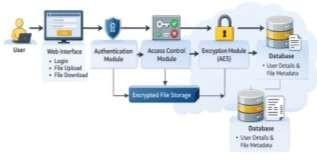 User
Web-Interface
• Login
• File Upload
• File Download
Authentication
Module
Access Control
Module
Encryption Module
(AES)
Database
• User Details &
File Metadata
Encrypted File Storage
Database
• User Details &
File Metadata